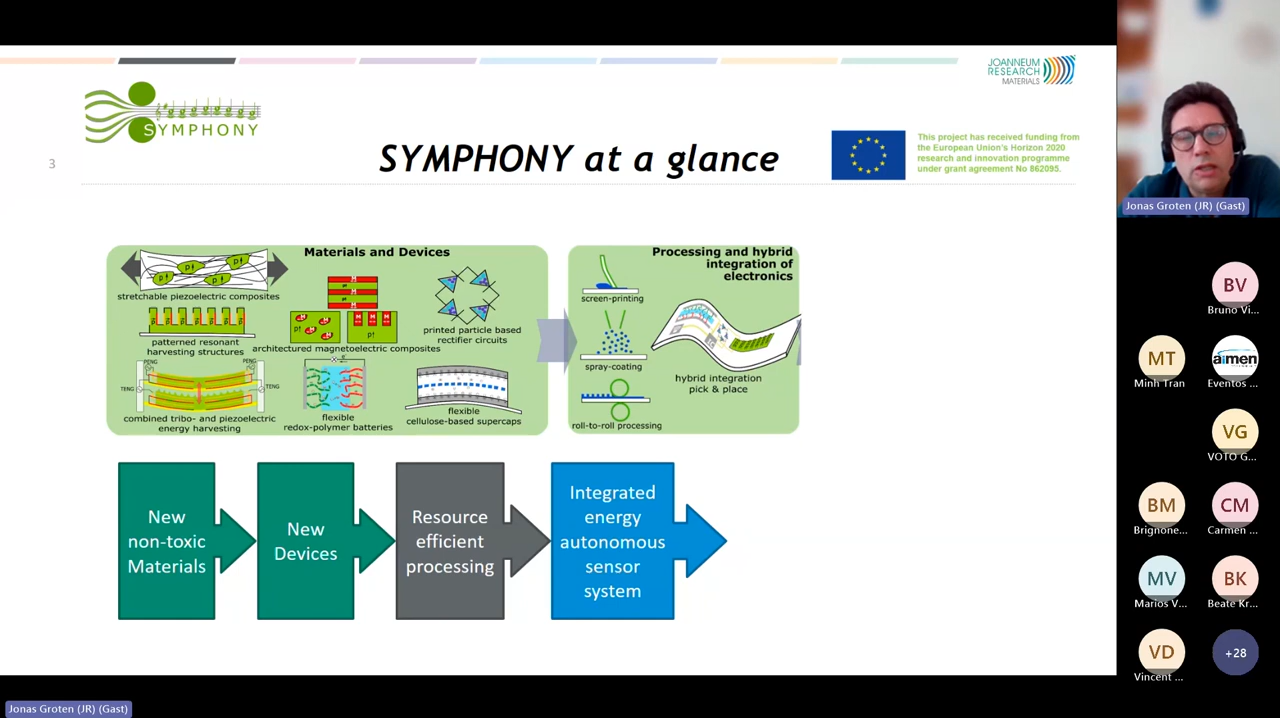 JOANNEUM
RESEARCH
MATERIALS
SYMPHONY
3
SYMPHONY at a glance
This project has received funding from
the European Union's Horizon 2020
research and innovation programme
under grant agreement No 862095.
Materials and Devices
stretchable piezoelectric composites
patterned resonant
harvesting structures
architectured magnetoelectric composites
printed particle based
rectifier circuits
PENG
PENG
TENG
TENG
combined tribo- and piezoelectric
energy harvesting
flexible
redox-polymer batteries
flexible
cellulose-based supercaps
Processing and hybrid
integration of
electronics
screen-printing
spray-coating
roll-to-roll processing
hybrid integration
pick & place
New
non-toxic
Materials
New
Devices
Resource
efficient
processing
Integrated
energy
autonomous
sensor
system
Jonas Groten (JR) (Gast)
BV
Bruno Vi...
MT
Minh Tran
aimen
Eventos ...
VG
VOTO G...
BM
Brignone...
CM
Carmen ...
MV
Marios V...
BK
Beate Kr...
VD
Vincent ...
+28
Jonas Groten (JR) (Gast)